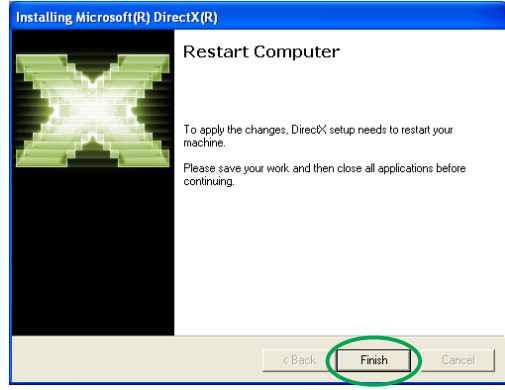 Installing Microsoft(R) DirectX(R)
Restart Computer
To apply the changes, DirectX setup needs to restart your
machine.
Please save your work and then close all applications before
continuing.
< Back Finish Cancel